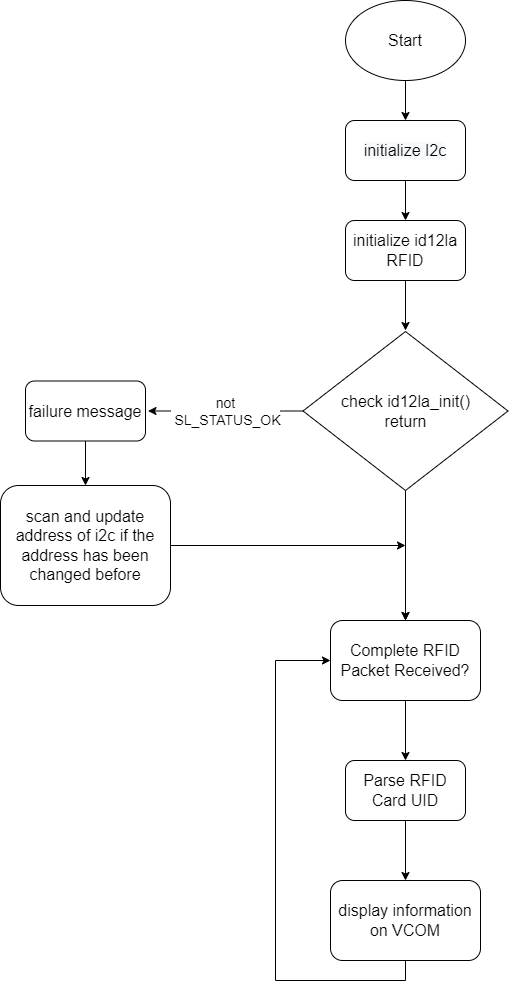 Start
initialize I2c
initialize id12la
RFID
check id12la_init()
return
not
SL_STATUS_OK
failure message
scan and update
address of i2c if the
address has been
changed before
Complete RFID
Packet Received?
Parse RFID
Card UID
display information
on VCOM